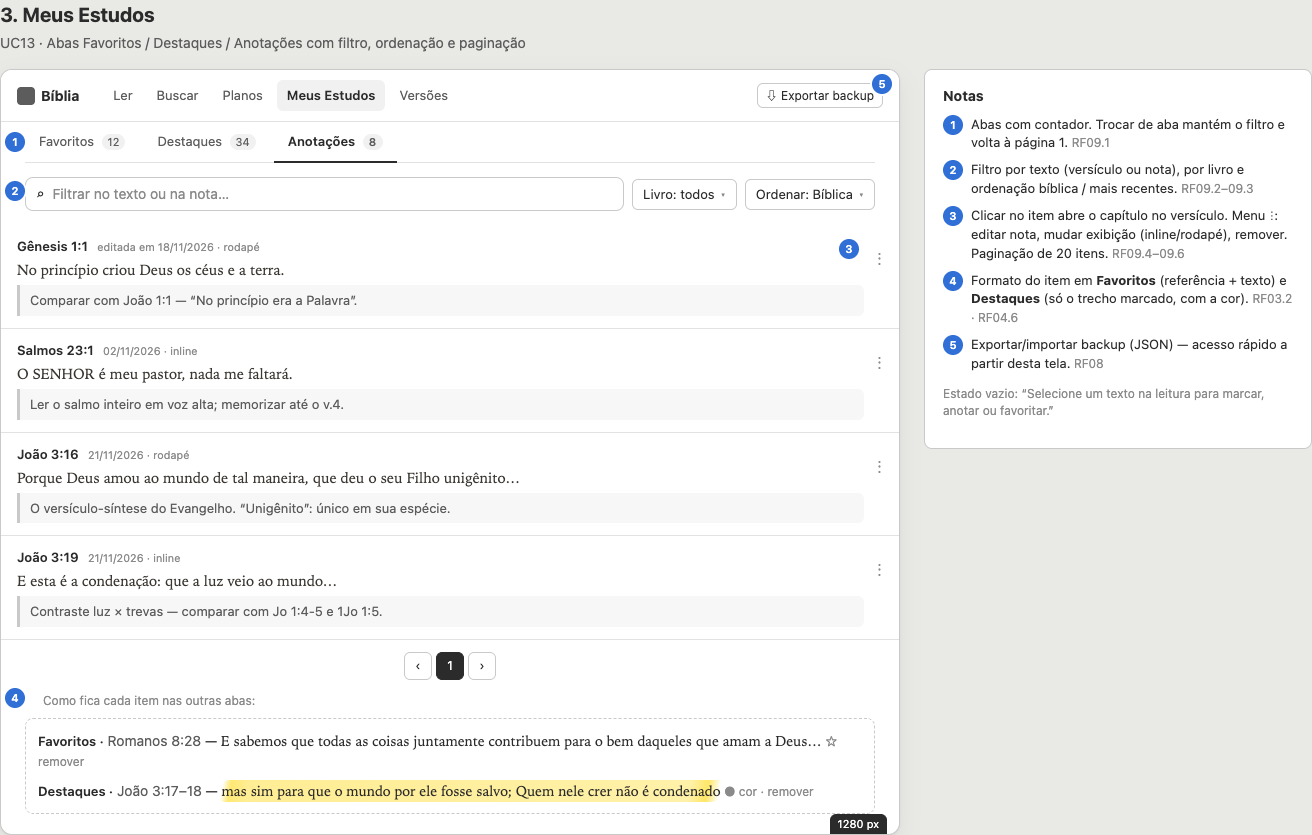 3. Meus Estudos
UC13 · Abas Favoritos / Destaques / Anotações com filtro, ordenação e paginação
Bíblia Ler Buscar Planos Meus Estudos Versões ⇩ Exportar backup 5
1 Favoritos 12 Destaques 34 Anotações 8
2 ⌕ Filtrar no texto ou na nota... Livro: todos ▾ Ordenar: Bíblica ▾
Gênesis 1:1 editada em 18/11/2026 · rodapé 3 ⋮
No princípio criou Deus os céus e a terra.
Comparar com João 1:1 — “No princípio era a Palavra”.
Salmos 23:1 02/11/2026 · inline ⋮
O SENHOR é meu pastor, nada me faltará.
Ler o salmo inteiro em voz alta; memorizar até o v.4.
João 3:16 21/11/2026 · rodapé ⋮
Porque Deus amou ao mundo de tal maneira, que deu o seu Filho unigênito…
O versículo-síntese do Evangelho. “Unigênito”: único em sua espécie.
João 3:19 21/11/2026 · inline ⋮
E esta é a condenação: que a luz veio ao mundo…
Contraste luz × trevas — comparar com Jo 1:4-5 e 1Jo 1:5.
‹ 1 ›
4 Como fica cada item nas outras abas:
Favoritos · Romanos 8:28 — E sabemos que todas as coisas juntamente contribuem para o bem daqueles que amam a Deus… ☆
remover
Destaques · João 3:17–18 — mas sim para que o mundo por ele fosse salvo; Quem nele crer não é condenado ● cor · remover
1280 px
Notas
1 Abas com contador. Trocar de aba mantém o filtro e
volta à página 1. RF09.1
2 Filtro por texto (versículo ou nota), por livro e
ordenação bíblica / mais recentes. RF09.2–09.3
3 Clicar no item abre o capítulo no versículo. Menu ⋮:
editar nota, mudar exibição (inline/rodapé), remover.
Paginação de 20 itens. RF09.4–09.6
4 Formato do item em Favoritos (referência + texto) e
Destaques (só o trecho marcado, com a cor). RF03.2
· RF04.6
5 Exportar/importar backup (JSON) — acesso rápido a
partir desta tela. RF08
Estado vazio: “Selecione um texto na leitura para marcar,
anotar ou favoritar.”